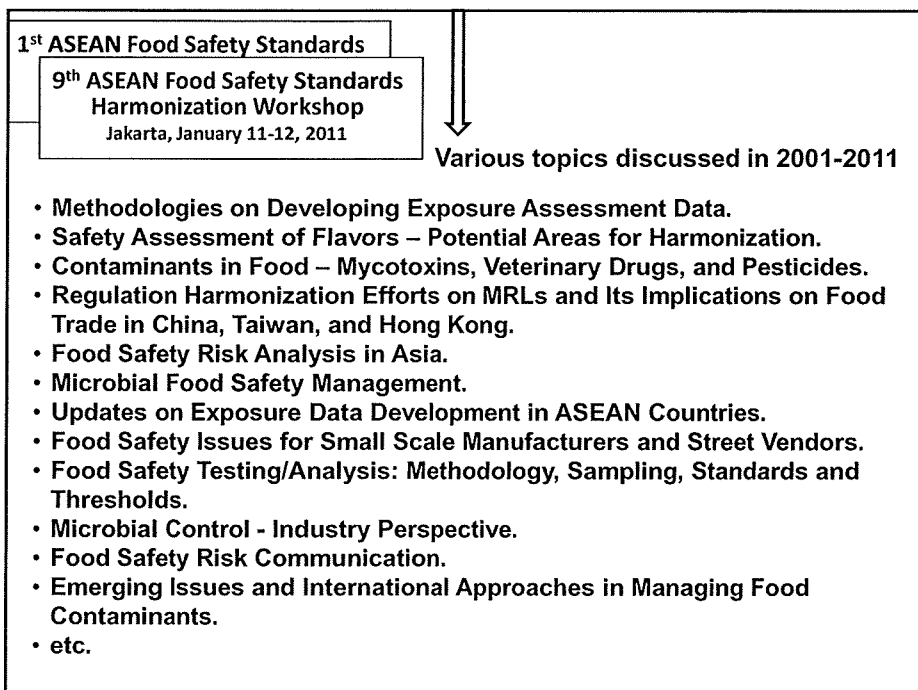 1st ASEAN Food Safety Standards
9th ASEAN Food Safety Standards
Harmonization Workshop
Jakarta, January 11-12, 2011
Various topics discussed in 2001-2011
• Methodologies on Developing Exposure Assessment Data.
• Safety Assessment of Flavors – Potential Areas for Harmonization.
• Contaminants in Food – Mycotoxins, Veterinary Drugs, and Pesticides.
• Regulation Harmonization Efforts on MRLs and Its Implications on Food
Trade in China, Taiwan, and Hong Kong.
• Food Safety Risk Analysis in Asia.
• Microbial Food Safety Management.
• Updates on Exposure Data Development in ASEAN Countries.
• Food Safety Issues for Small Scale Manufacturers and Street Vendors.
• Food Safety Testing/Analysis: Methodology, Sampling, Standards and
Thresholds.
• Microbial Control - Industry Perspective.
• Food Safety Risk Communication.
• Emerging Issues and International Approaches in Managing Food
Contaminants.
• etc.